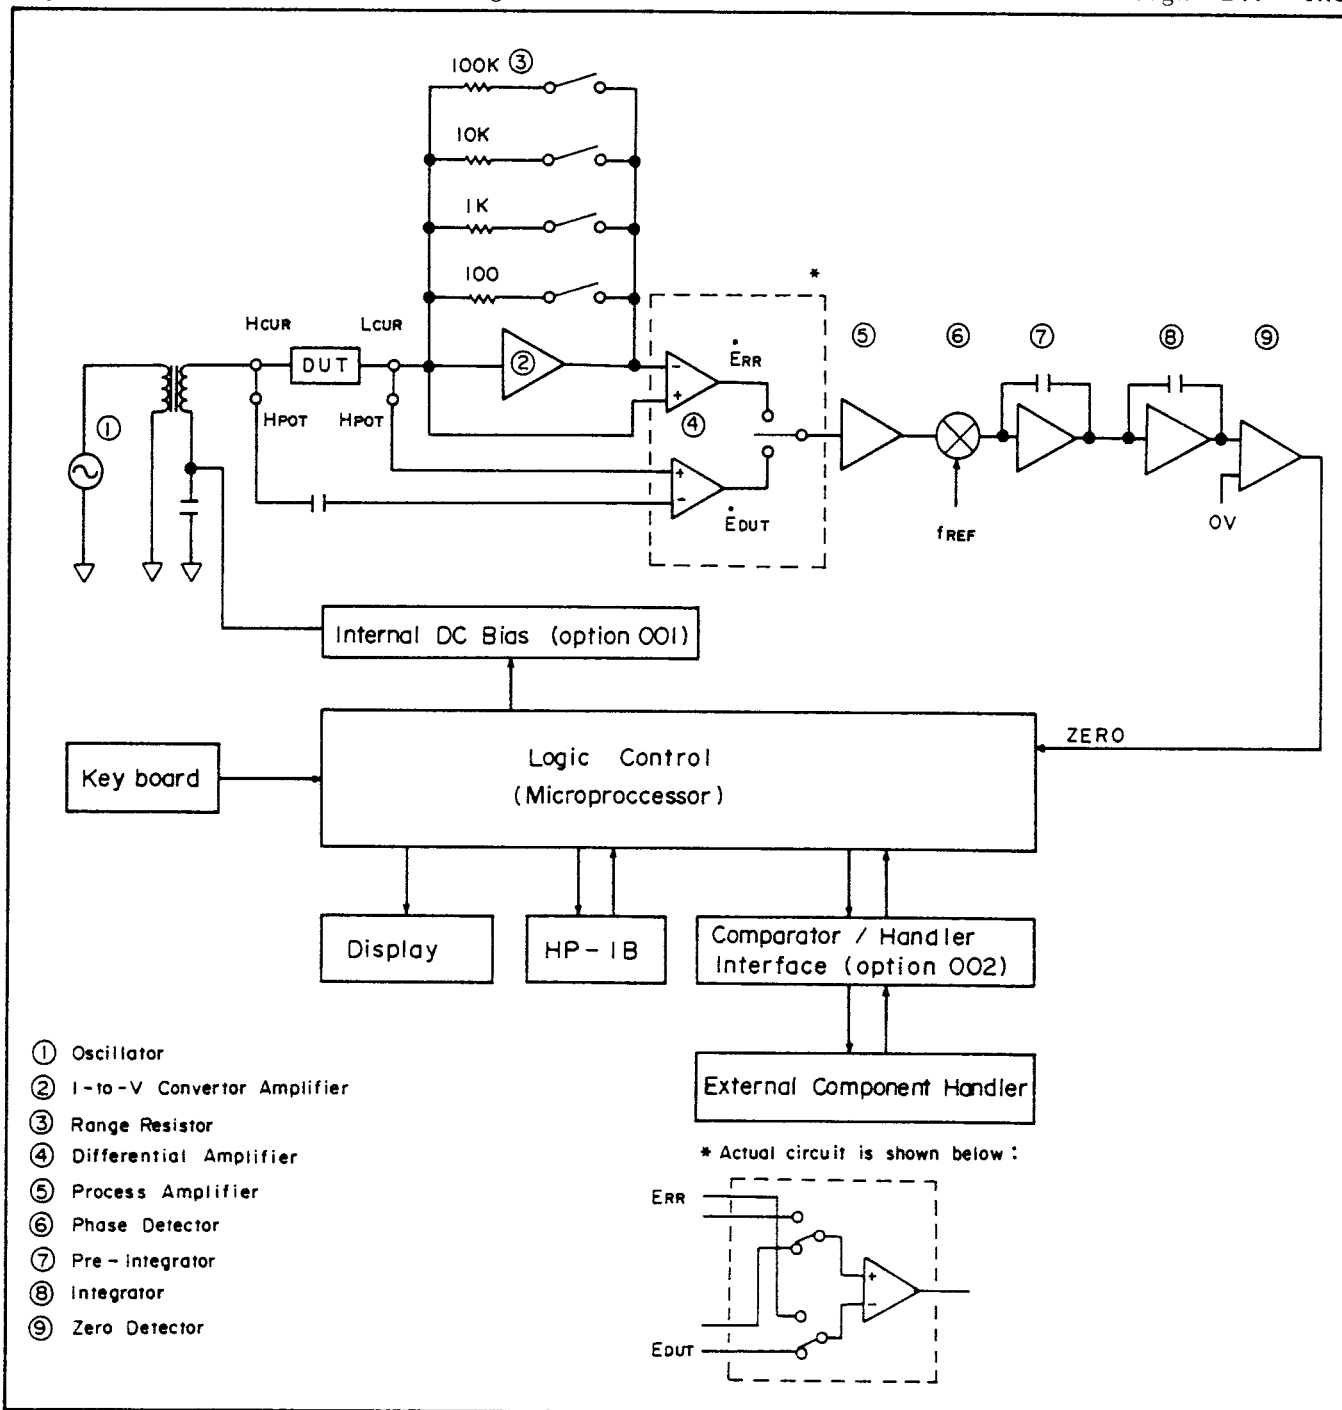 100K ③
10K
1K
100
*
HCUR
LCUR
DUT
②
HPOT
HPOT
①
ĖRR
④
ĖDUT
- +
+ -
⑤
⑥
⑦
⑧
⑨
fREF
0V
Internal DC Bias (option 001)
Key board
Logic Control
(Microproccessor)
ZERO
Display
HP-IB
Comparator / Handler
Interface (option 002)
External Component Handler
① Oscillator
② I-to-V Convertor Amplifier
③ Range Resistor
④ Differential Amplifier
⑤ Process Amplifier
⑥ Phase Detector
⑦ Pre-integrator
⑧ Integrator
⑨ Zero Detector
* Actual circuit is shown below :
ERR
+
-
EDUT